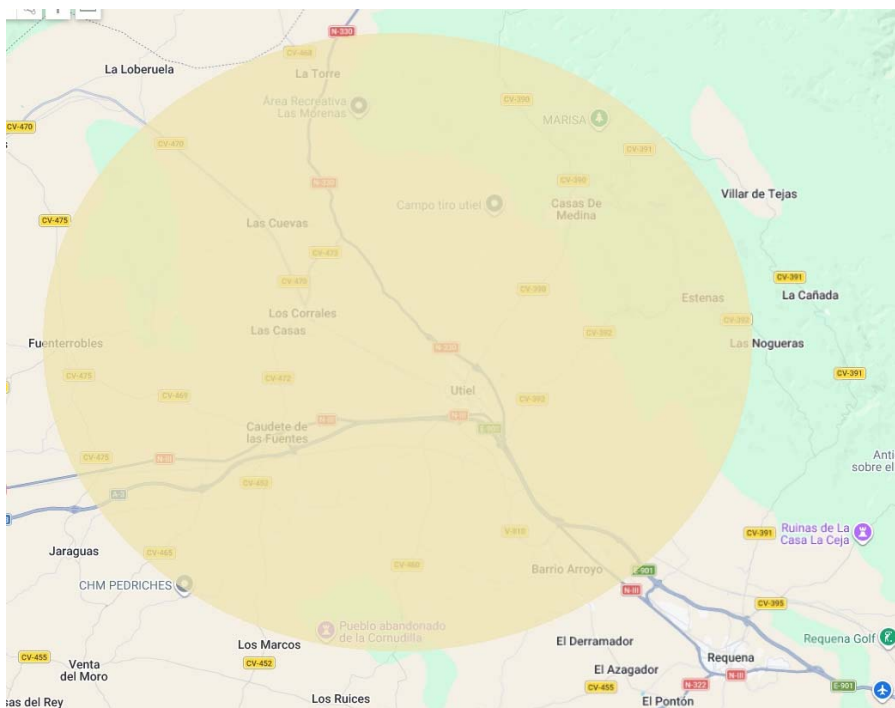 N-330
CV-468
La Loberuela
La Torre
Área Recreativa
Las Morenas
CV-390
MARISA
CV-470
CV-470
CV-391
N-330
CV-390
Villar de Tejas
Campo tiro utiel
Casas De
Medina
CV-475
Las Cuevas
CV-473
CV-391
CV-470
CV-390
La Cañada
Estenas
Los Corrales
Las Casas
CV-392
CV-392
Fuenterrobles
N-330
Las Nogueras
CV-391
CV-475
CV-472
Utiel
CV-469
CV-392
N-III
N-III
Caudete de
las Fuentes
E-901
CV-475
N-III
Anti
sobre el
CV-453
A-3
V-910
Ruinas de La
Casa La Ceja
CV-391
Jaraguas
CV-465
CV-460
Barrio Arroyo
E-901
CHM PEDRICHES
N-III
CV-395
Pueblo abandonado
de la Cornudilla
Requena Golf
El Derramador
Los Marcos
CV-455
CV-452
Requena
Venta
del Moro
El Azagador
N-III
N-322
CV-455
E-901
sas del Rey
Los Ruices
El Pontón